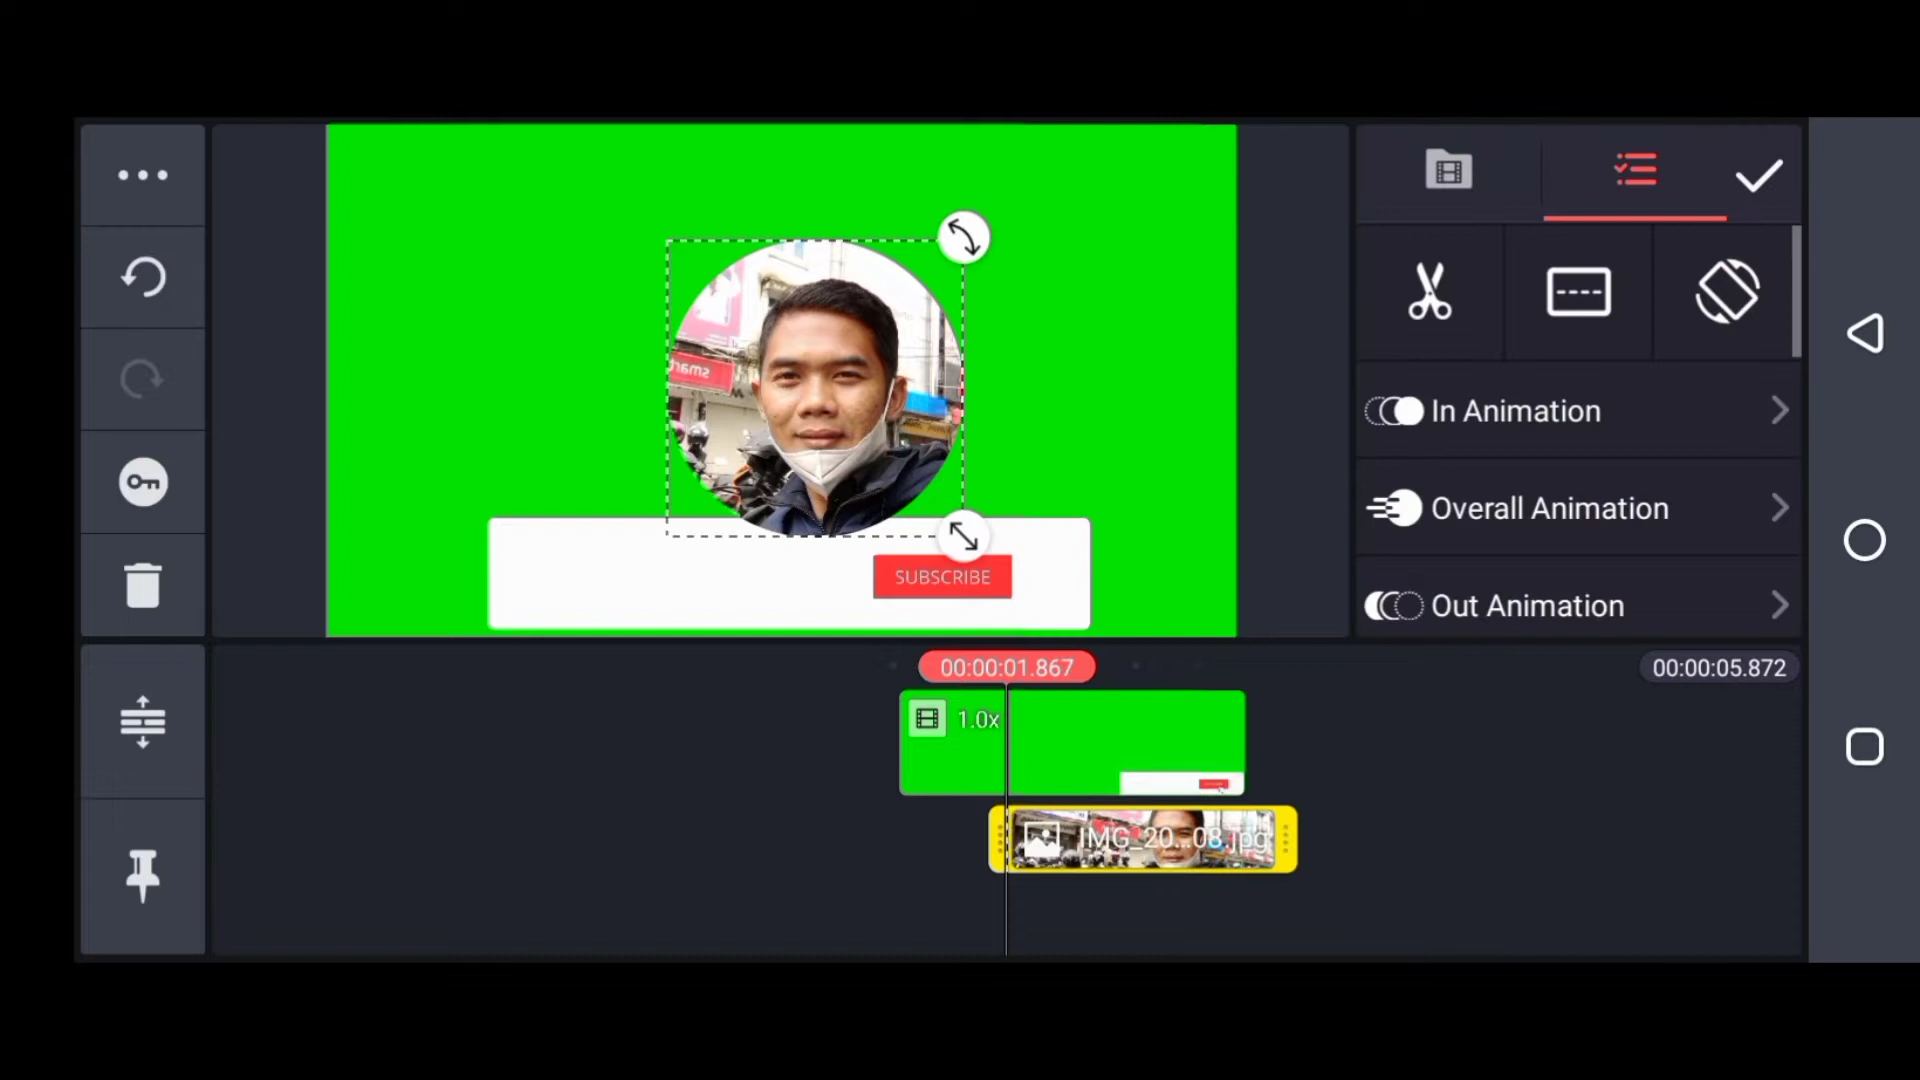 smart
In Animation
Overall Animation
SUBSCRIBE
Out Animation
00:00:01.867
00:00:05.872
1.0x
IMG_20...08.jpg